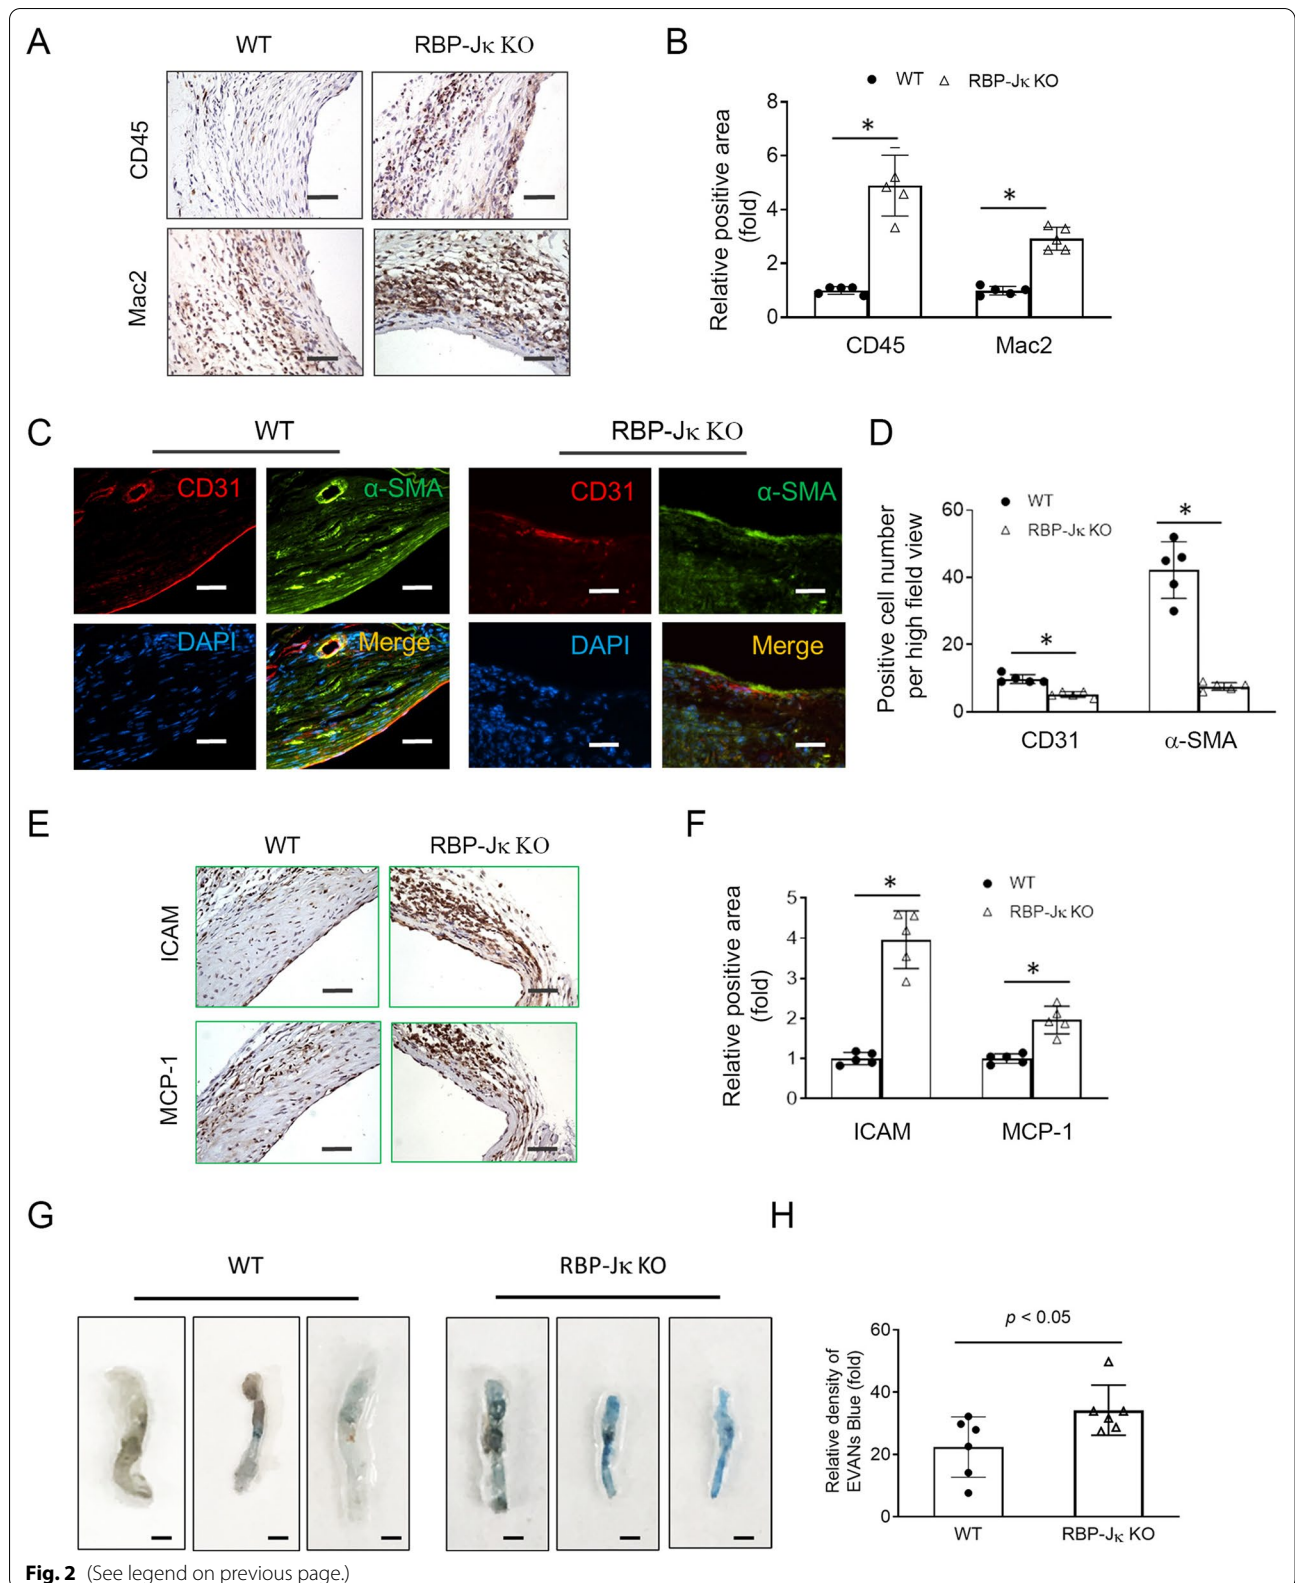 A
WT
RBP-Jκ KO
CD45
Mac2
B
WT
RBP-Jκ KO
Relative positive area
(fold)
8
6
4
2
0
*
*
CD45
Mac2
C
WT
RBP-Jκ KO
CD31
α-SMA
CD31
α-SMA
DAPI
Merge
DAPI
Merge
D
WT
RBP-Jκ KO
Positive cell number
per high field view
60
40
20
0
*
*
CD31
α-SMA
E
WT
RBP-Jκ KO
ICAM
MCP-1
F
WT
RBP-Jκ KO
Relative positive area
(fold)
5
4
3
2
1
0
*
*
ICAM
MCP-1
G
WT
RBP-Jκ KO
H
p < 0.05
Relative density of
EVANs Blue (fold)
60
40
20
0
WT
RBP-Jκ KO
Fig. 2 (See legend on previous page.)